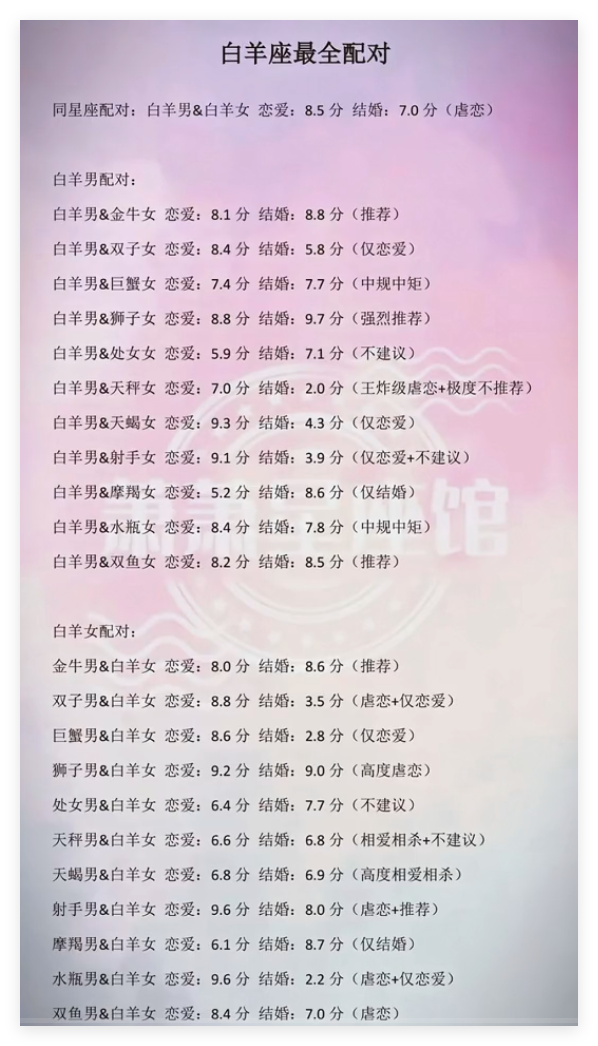 白羊座最全配对
同星座配对：白羊男&白羊女 恋爱：8.5 分 结婚：7.0 分（虐恋）
白羊男配对：
白羊男&金牛女 恋爱：8.1 分 结婚：8.8 分（推荐）
白羊男&双子女 恋爱：8.4 分 结婚：5.8 分（仅恋爱）
白羊男&巨蟹女 恋爱：7.4 分 结婚：7.7 分（中规中矩）
白羊男&狮子女 恋爱：8.8 分 结婚：9.7 分（强烈推荐）
白羊男&处女女 恋爱：5.9 分 结婚：7.1 分（不建议）
白羊男&天秤女 恋爱：7.0 分 结婚：2.0 分（王炸级虐恋+极度不推荐）
白羊男&天蝎女 恋爱：9.3 分 结婚：4.3 分（仅恋爱）
白羊男&射手女 恋爱：9.1 分 结婚：3.9 分（仅恋爱+不建议）
白羊男&摩羯女 恋爱：5.2 分 结婚：8.6 分（仅结婚）
白羊男&水瓶女 恋爱：8.4 分 结婚：7.8 分（中规中矩）
白羊男&双鱼女 恋爱：8.2 分 结婚：8.5 分（推荐）
白羊女配对：
金牛男&白羊女 恋爱：8.0 分 结婚：8.6 分（推荐）
双子男&白羊女 恋爱：8.8 分 结婚：3.5 分（虐恋+仅恋爱）
巨蟹男&白羊女 恋爱：8.6 分 结婚：2.8 分（仅恋爱）
狮子男&白羊女 恋爱：9.2 分 结婚：9.0 分（高度虐恋）
处女男&白羊女 恋爱：6.4 分 结婚：7.7 分（不建议）
天秤男&白羊女 恋爱：6.6 分 结婚：6.8 分（相爱相杀+不建议）
天蝎男&白羊女 恋爱：6.8 分 结婚：6.9 分（高度相爱相杀）
射手男&白羊女 恋爱：9.6 分 结婚：8.0 分（虐恋+推荐）
摩羯男&白羊女 恋爱：6.1 分 结婚：8.7 分（仅结婚）
水瓶男&白羊女 恋爱：9.6 分 结婚：2.2 分（虐恋+仅恋爱）
双鱼男&白羊女 恋爱：8.4 分 结婚：7.0 分（虐恋）